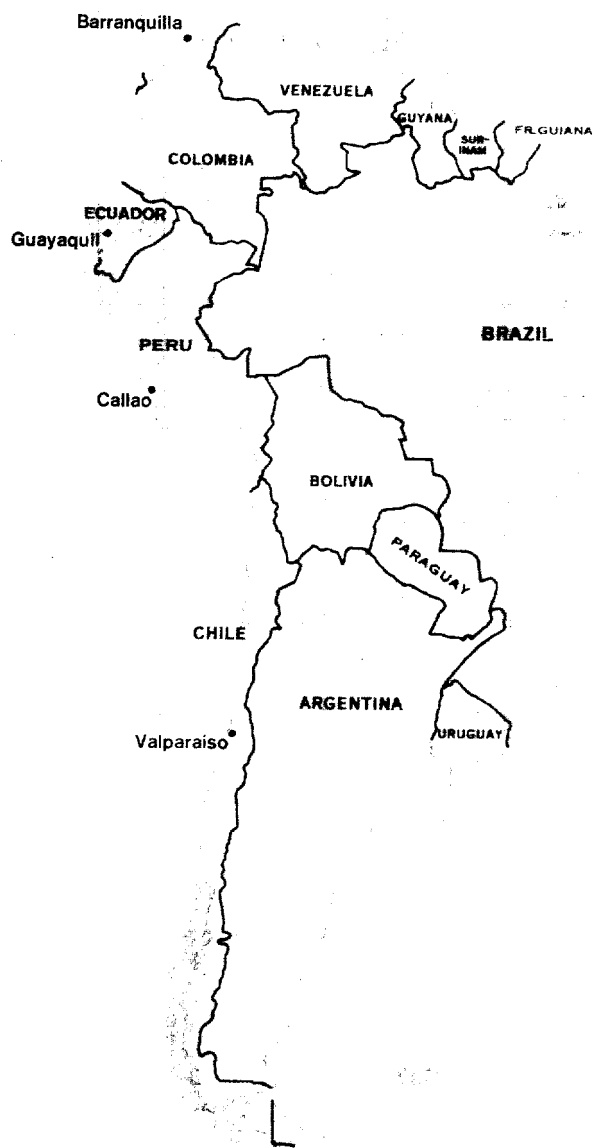 Barranquilla
VENEZUELA
GUYANA
SUR-
INAM
FR.GUIANA
COLOMBIA
ECUADOR
Guayaquil
BRAZIL
PERU
Callao
BOLIVIA
PARAGUAY
CHILE
ARGENTINA
Valparaiso
URUGUAY